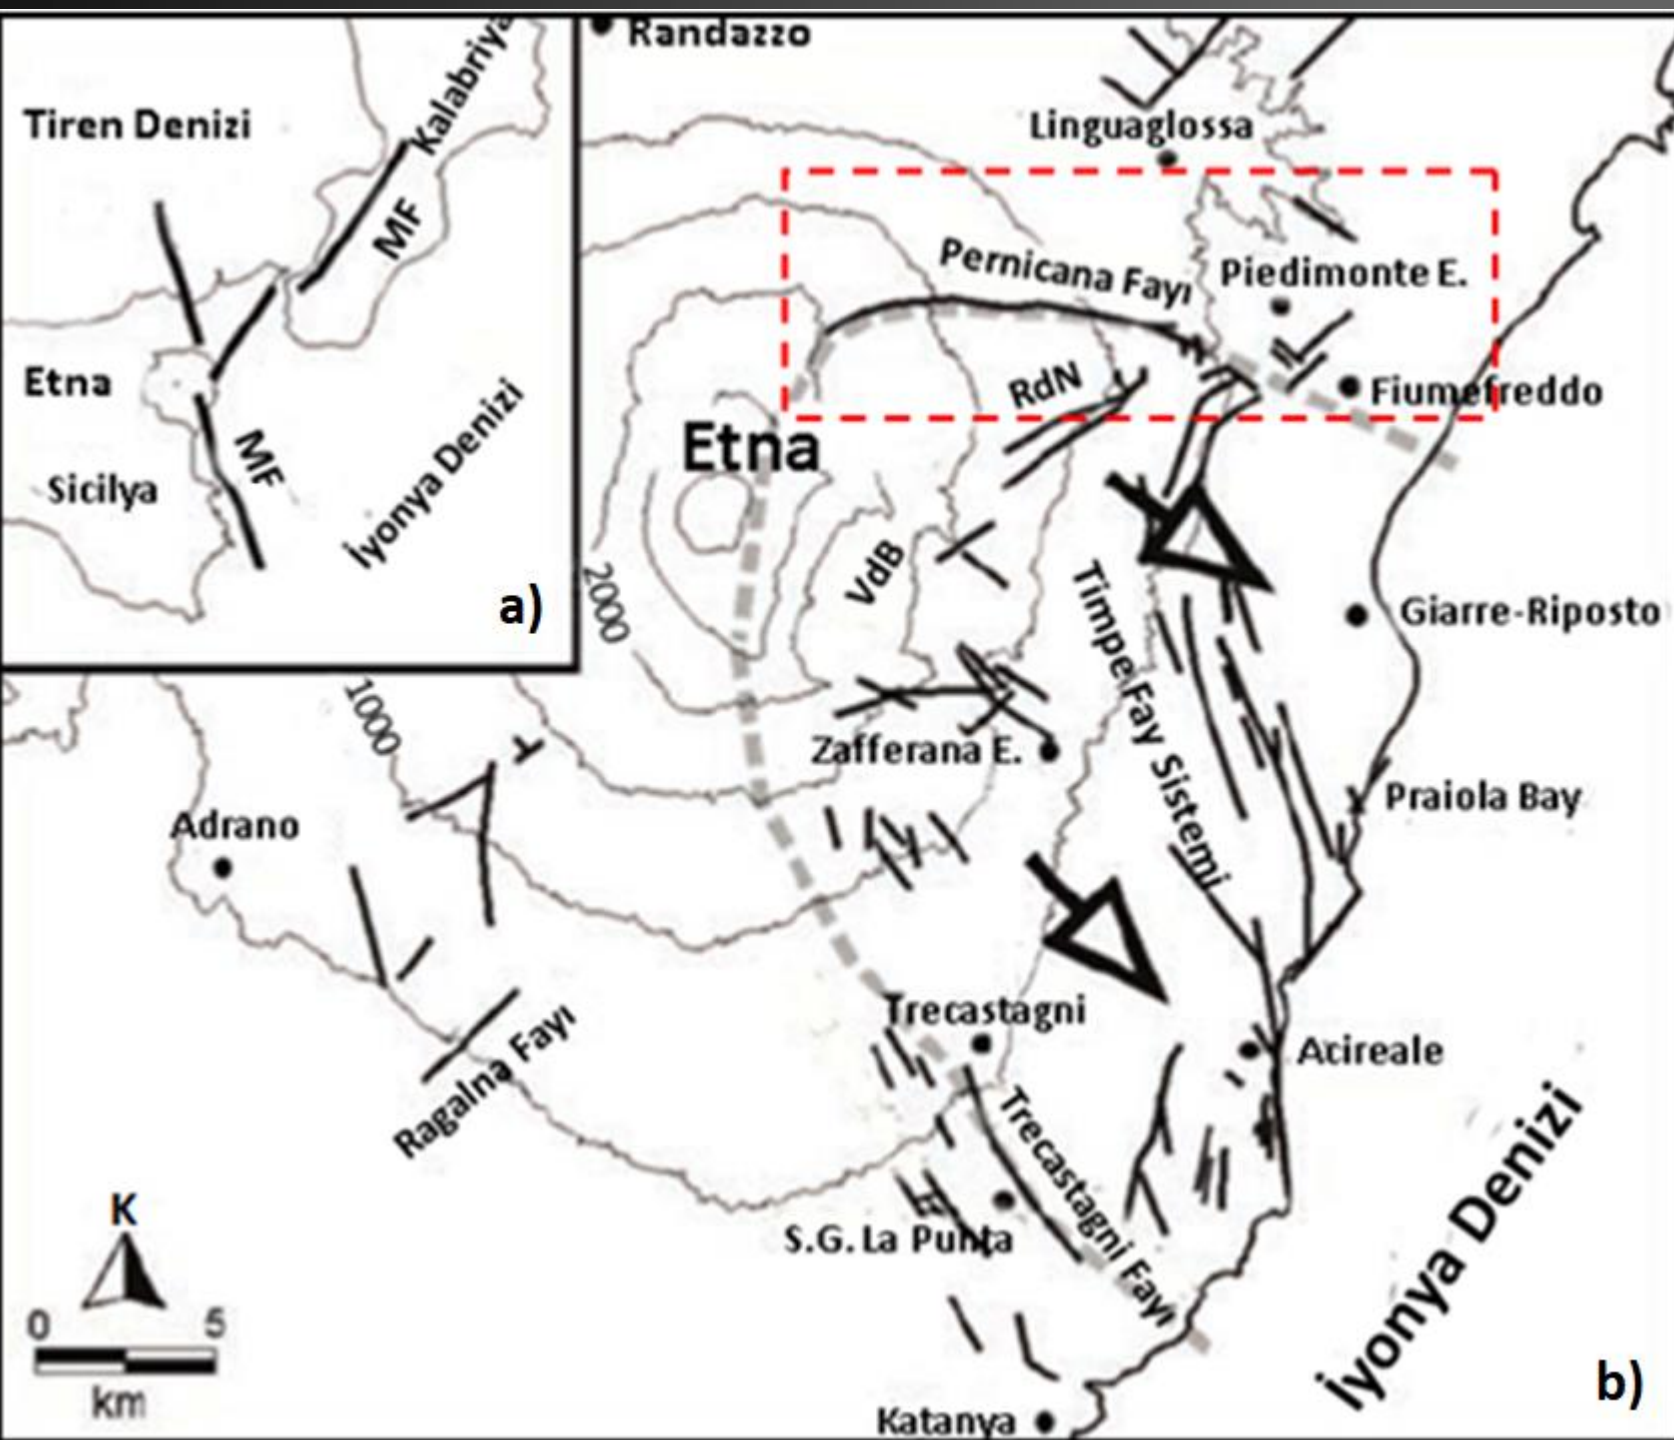 Tiren Denizi
Kalabriya
MF
Etna
MF
Sicilya
İyonya Denizi
a)
Randazzo
Linguaglossa
Pernicana Fayı
Piedimonte E.
RdN
Fiumefreddo
Etna
VdB
2000
Timpe Fay Sistemi
Giarre-Riposto
1000
Zafferana E.
Praiola Bay
Adrano
Trecastagni
Acireale
Ragalna Fayı
Trecastagni Fayı
S.G. La Punta
K
0 5
km
İyonya Denizi
b)
Katanya